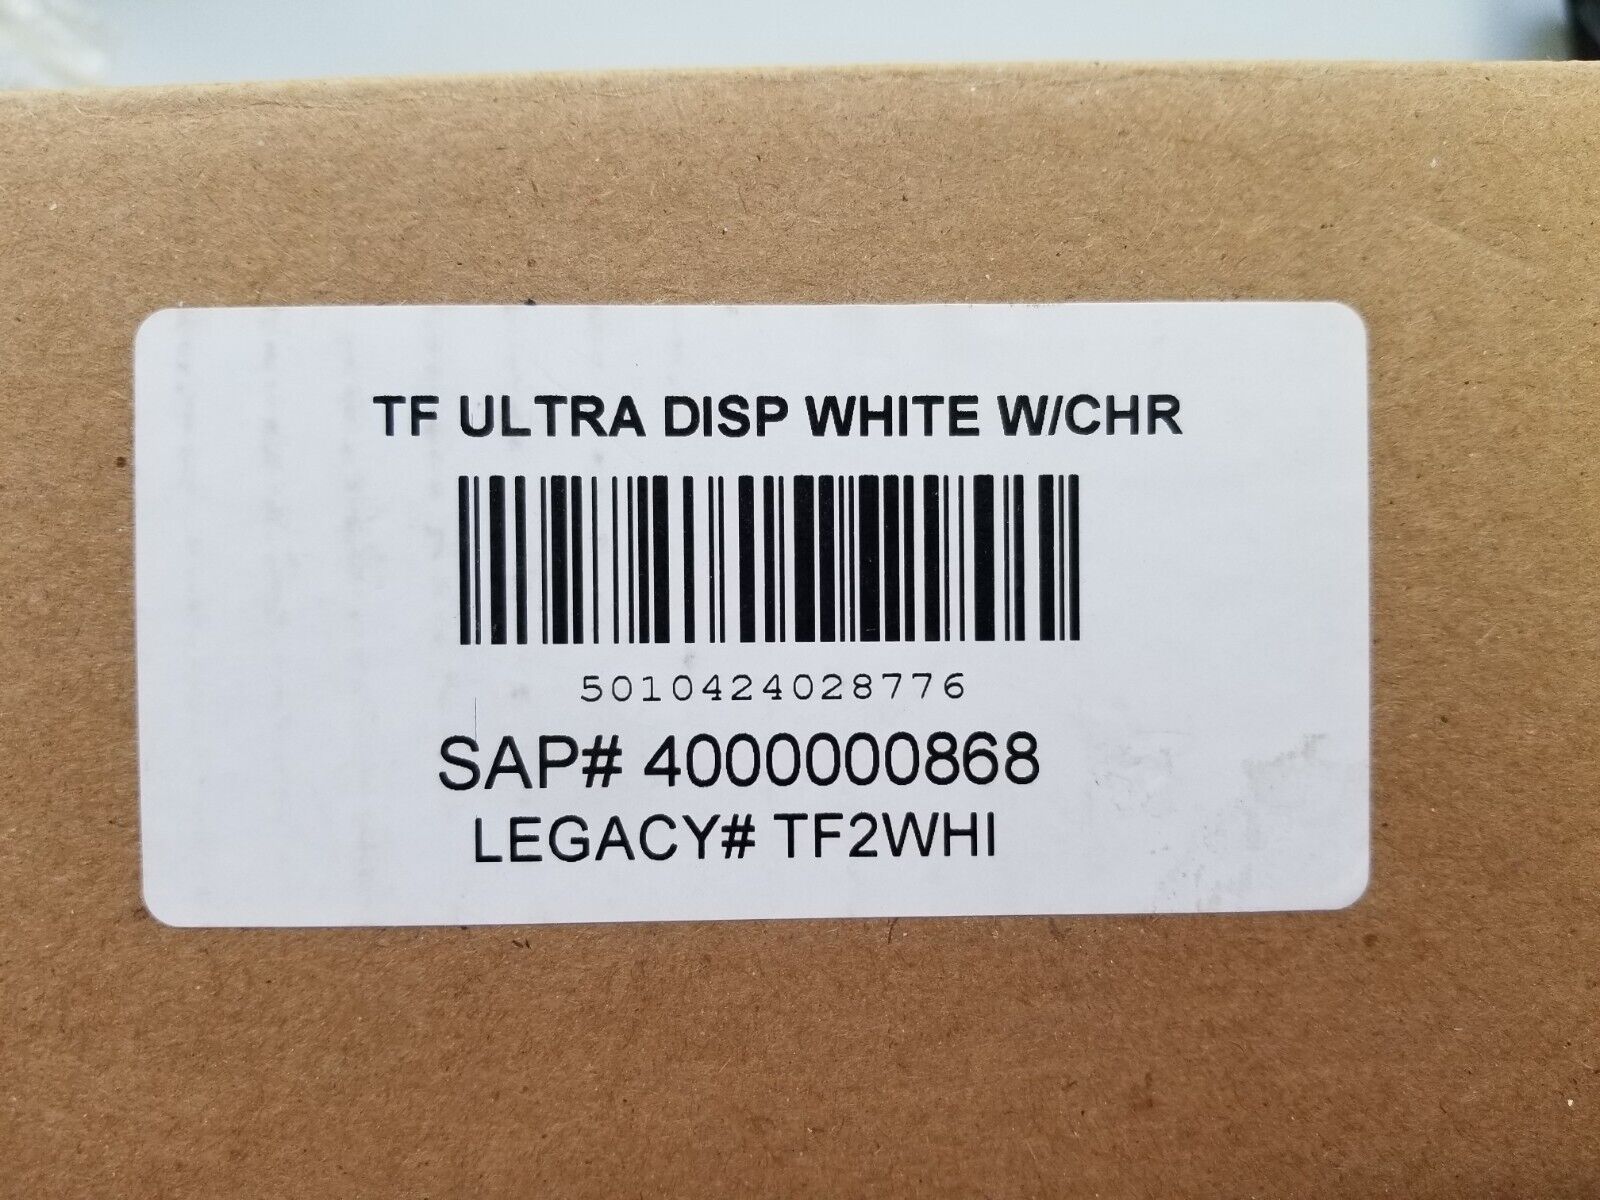 TF ULTRA DISP WHITE W/CHR
5010424028776
SAP# 4000000868
LEGACY# TF2WHI